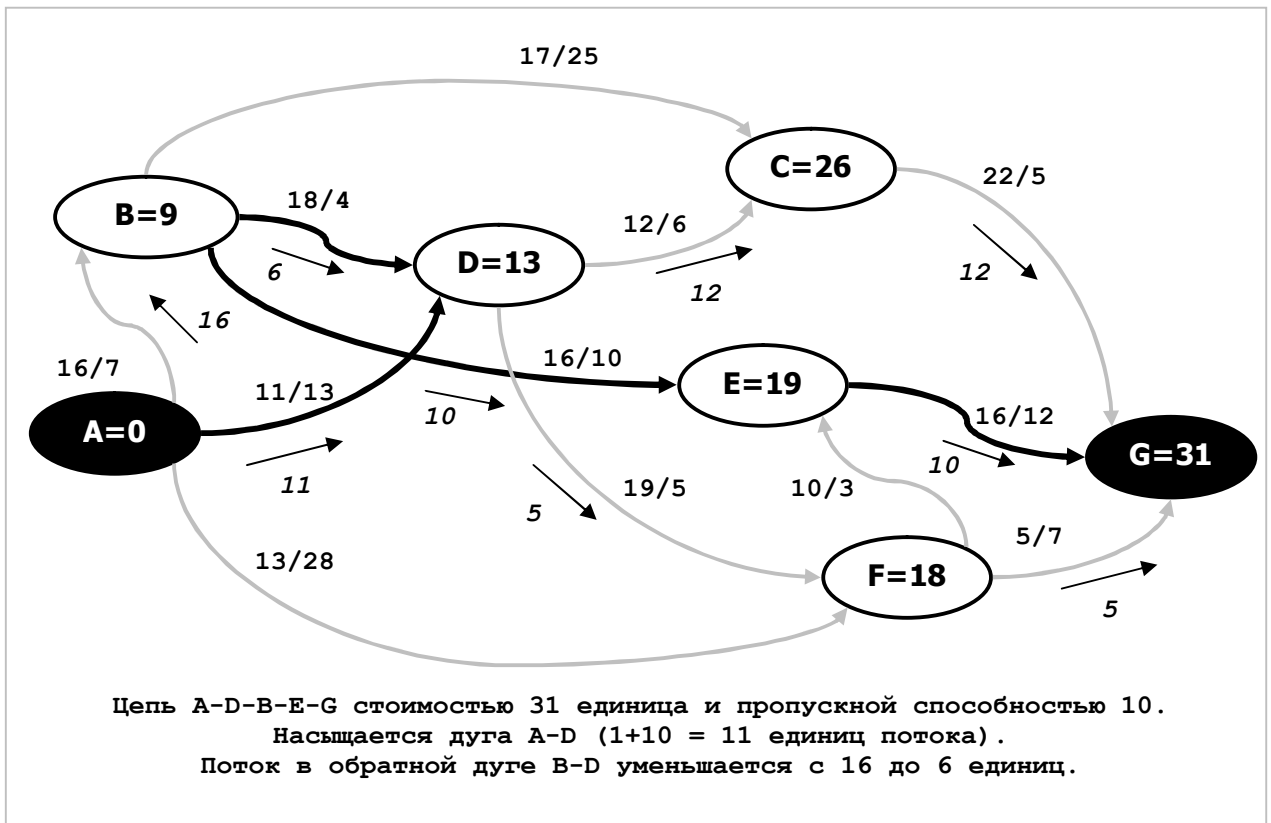 17/25
C=26
22/5
B=9
18/4
12/6
D=13
6
12
12
16
16/10
E=19
16/7
11/13
10
16/12
A=0
G=31
10
11
19/5
10/3
5
13/28
5/7
F=18
5
Цепь A-D-B-E-G стоимостью 31 единица и пропускной способностью 10.
Насыщается дуга A-D (1+10 = 11 единиц потока).
Поток в обратной дуге B-D уменьшается с 16 до 6 единиц.